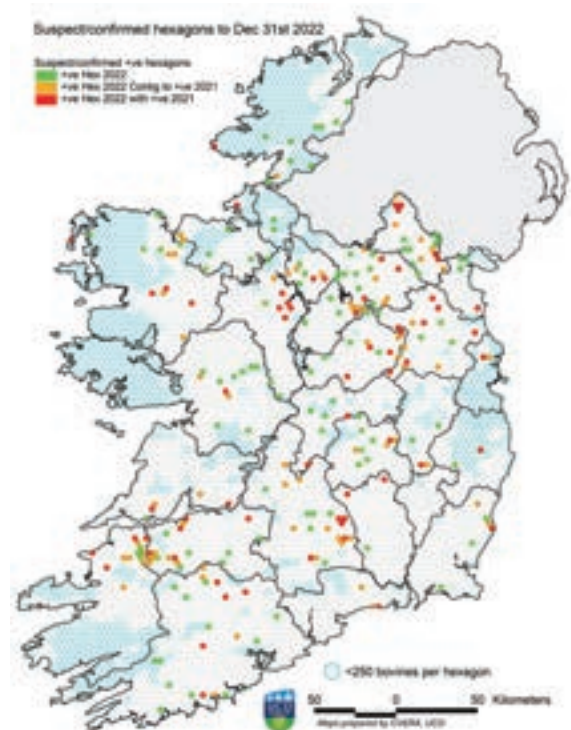 Suspect/confirmed hexagons to Dec 31st 2022
Suspect/confirmed +ve hexagons
+ve Hex 2022
+ve Hex 2022 Contig to +ve 2021
+ve Hex 2022 with +ve 2021
<250 bovines per hexagon
50 0 50 Kilometers
Maps prepared by CVERA, UCD
UCD